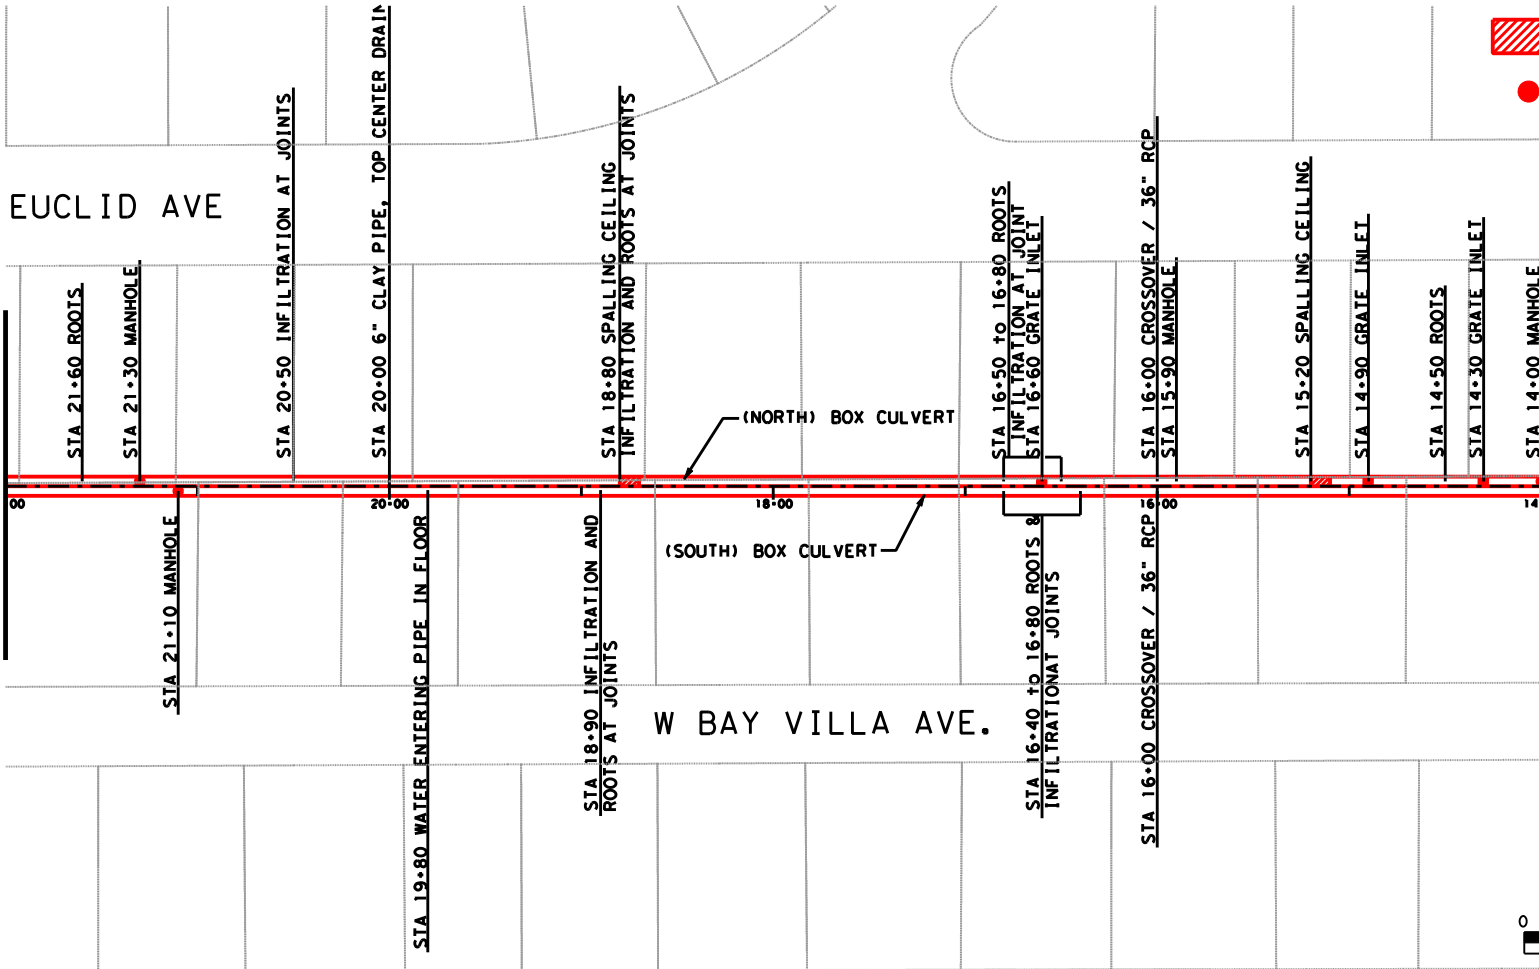 EUCLID AVE
STA 21+60 ROOTS
STA 21+30 MANHOLE
STA 20+50 INFILTRATION AT JOINTS
STA 20+00 6" CLAY PIPE, TOP CENTER DRAIN
STA 18+80 SPALLING CEILING
INFILTRATION AND ROOTS AT JOINTS
(NORTH) BOX CULVERT
STA 16+50 to 16+80 ROOTS
INFILTRATION AT JOINT
STA 16+60 GRATE INLET
STA 16+00 CROSSOVER / 36" RCP
STA 15+90 MANHOLE
STA 15+20 SPALLING CEILING
STA 14+90 GRATE INLET
STA 14+50 ROOTS
STA 14+30 GRATE INLET
STA 14+00 MANHOLE
00
20+00
18+00
16+00
14
(SOUTH) BOX CULVERT
STA 21+10 MANHOLE
STA 19+80 WATER ENTERING PIPE IN FLOOR
STA 18+90 INFILTRATION AND
ROOTS AT JOINTS
STA 16+40 to 16+80 ROOTS &
INFILTRATIONAT JOINTS
STA 16+00 CROSSOVER / 36" RCP
W BAY VILLA AVE.
0